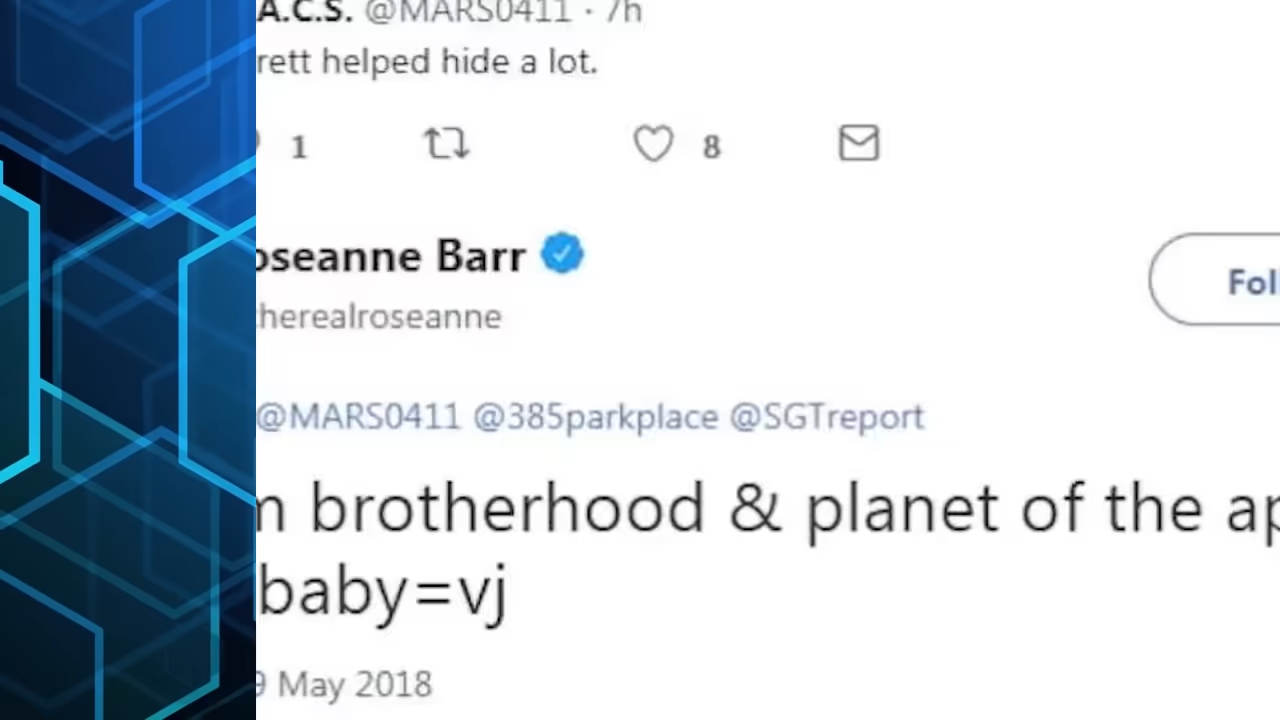 A.C.S. @MARS0411 · 7h
rett helped hide a lot.
1 8
oseanne Barr
herealroseanne
Fol
@MARS0411 @385parkplace @SGTreport
m brotherhood & planet of the ap
baby=vj
9 May 2018